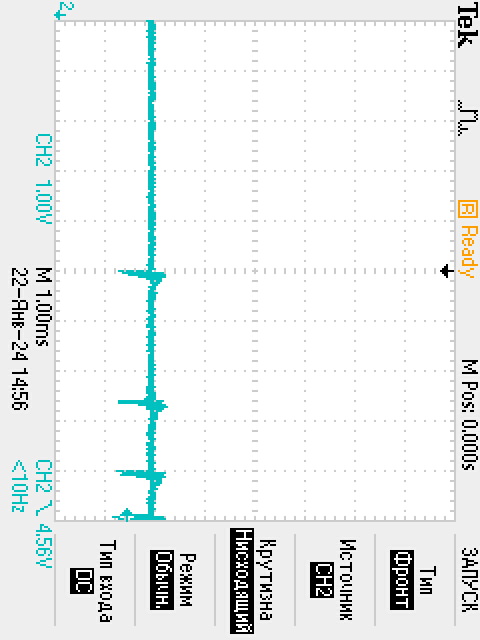 Tek
R Ready
M Pos: 0.000s
ЗАПУСК
Тип
Фронт
Источник
CH2
Крутизна
Нисходящий
Режим
Обычн.
Тип входа
DC
2
CH2 1.00V
M 1.00ms
CH2 \ 4.56V
22-Янв-24 14:56
<10Hz